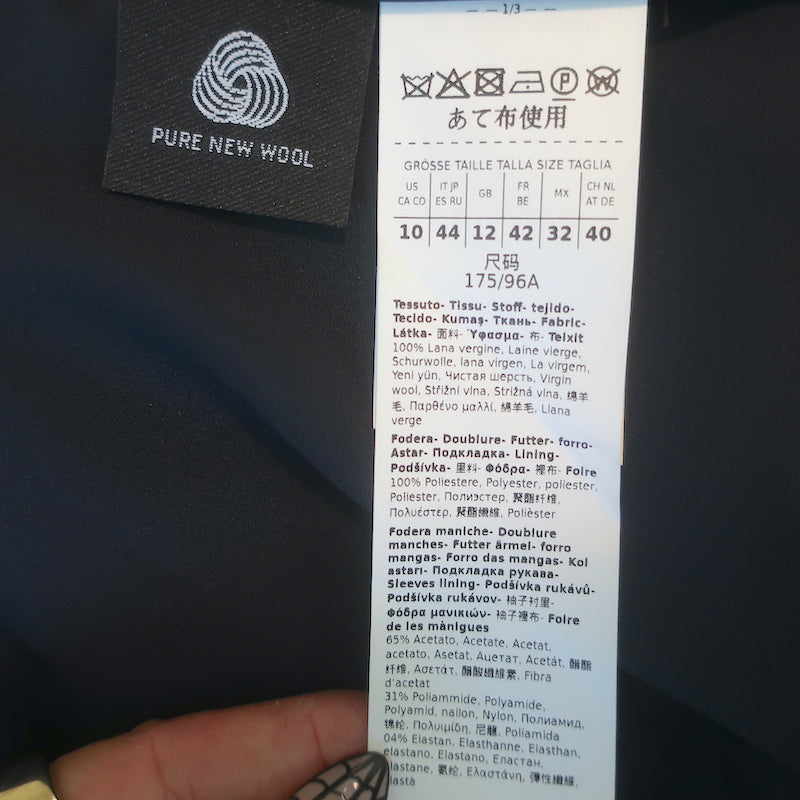 PURE NEW WOOL
1/3
あて布使用
GRÖSSE TAILLE TALLA SIZE TAGLIA
US CA CO IT JP ES RU GB FR BE MX CH NL AT DE
10 44 12 42 32 40
尺码
175/96A
Tessuto- Tissu- Stoff- tejido-
Tecido- Kumaş- Ткань- Fabric-
Látka- 面料- Ύφασμα- 布- Teixit
100% Lana vergine, Laine vierge,
Schurwolle, lana virgen, La virgem,
Yeni yün, Чистая шерсть, Virgin
wool, Střižní vlna, Strižná vlna, 绵羊
毛, Παρθένο μαλλί, 綿羊毛, Llana
verge
Fodera- Doublure- Futter- forro-
Astar- Подкладка- Lining-
Podšívka- 里料- Φόδρα- 裡布- Folre
100% Poliestere, Polyester, poliester,
Poliester, Полиэстер, 聚酯纤维,
Πολυέστερ, 聚酯纖維, Polièster
Fodera maniche- Doublure
manches- Futter ärmel- forro
mangas- Forro das mangas- Kol
astarı- Подкладка рукава-
Sleeves lining- Podšívka rukávů-
Podšívka rukávov- 袖子衬里-
Φόδρα μανικιών- 袖子裡布- Folre
de les mànigues
65% Acetato, Acetate, Acetat,
acetato, Asetat, Ацетат, Acetát, 醋酯
纤维, Ασετάτ, 醋酸纖維素, Fibra
d'acetat
31% Poliammide, Polyamide,
Polyamid, nailon, Nylon, Полиамид,
锦纶, Πολυιμίδη, 尼龍, Poliamida
04% Elastan, Elasthanne, Elasthan,
elastano, Elastano, Еластан,
elastane, 氨纶, Ελαστάνη, 彈性纖維,